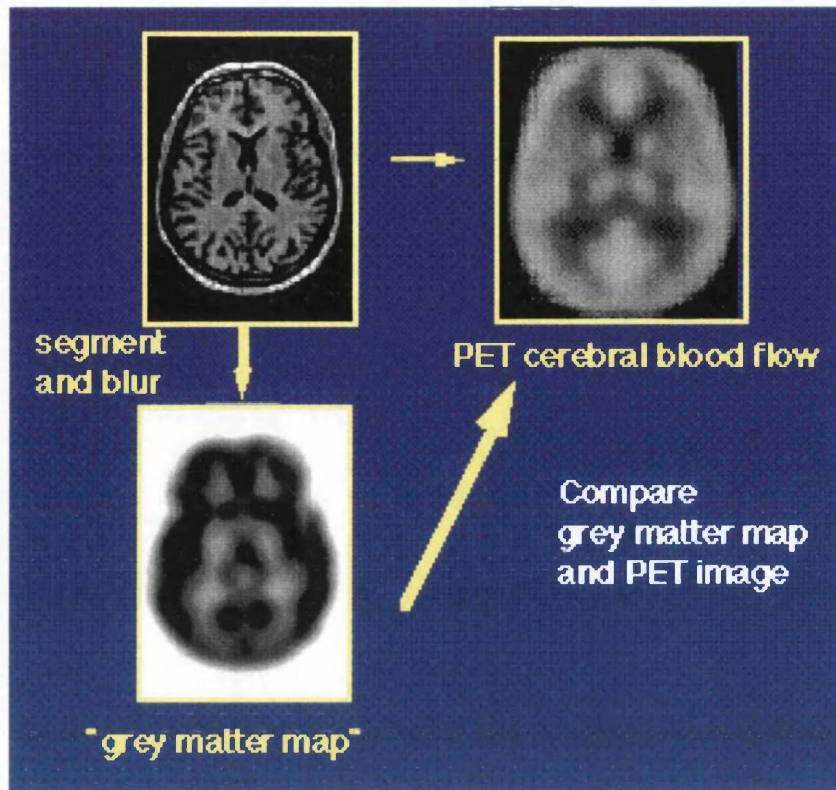 segment
and blur
PET cerebral blood flow
Compare
grey matter map
and PET image
"grey matter map"